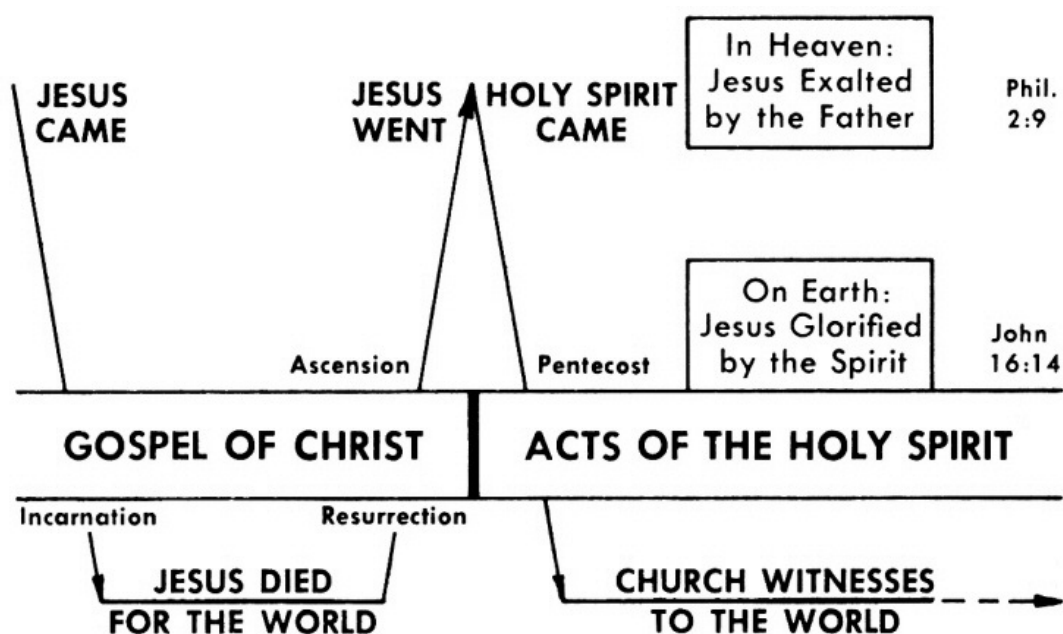 JESUS
CAME
JESUS
WENT
HOLY SPIRIT
CAME
In Heaven:
Jesus Exalted
by the Father
Phil.
2:9
Ascension
Pentecost
On Earth:
Jesus Glorified
by the Spirit
John
16:14
GOSPEL OF CHRIST
ACTS OF THE HOLY SPIRIT
Incarnation
Resurrection
JESUS DIED
FOR THE WORLD
CHURCH WITNESSES
TO THE WORLD